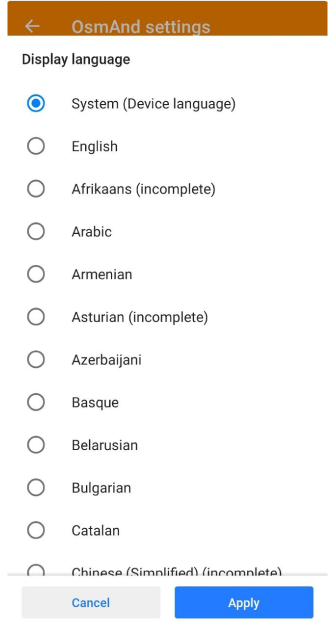 OsmAnd settings
Display language
System (Device language)
English
Afrikaans (incomplete)
Arabic
Armenian
Asturian (incomplete)
Azerbaijani
Basque
Belarusian
Bulgarian
Catalan
Chinese (Simplified) (incomplete)
Cancel
Apply